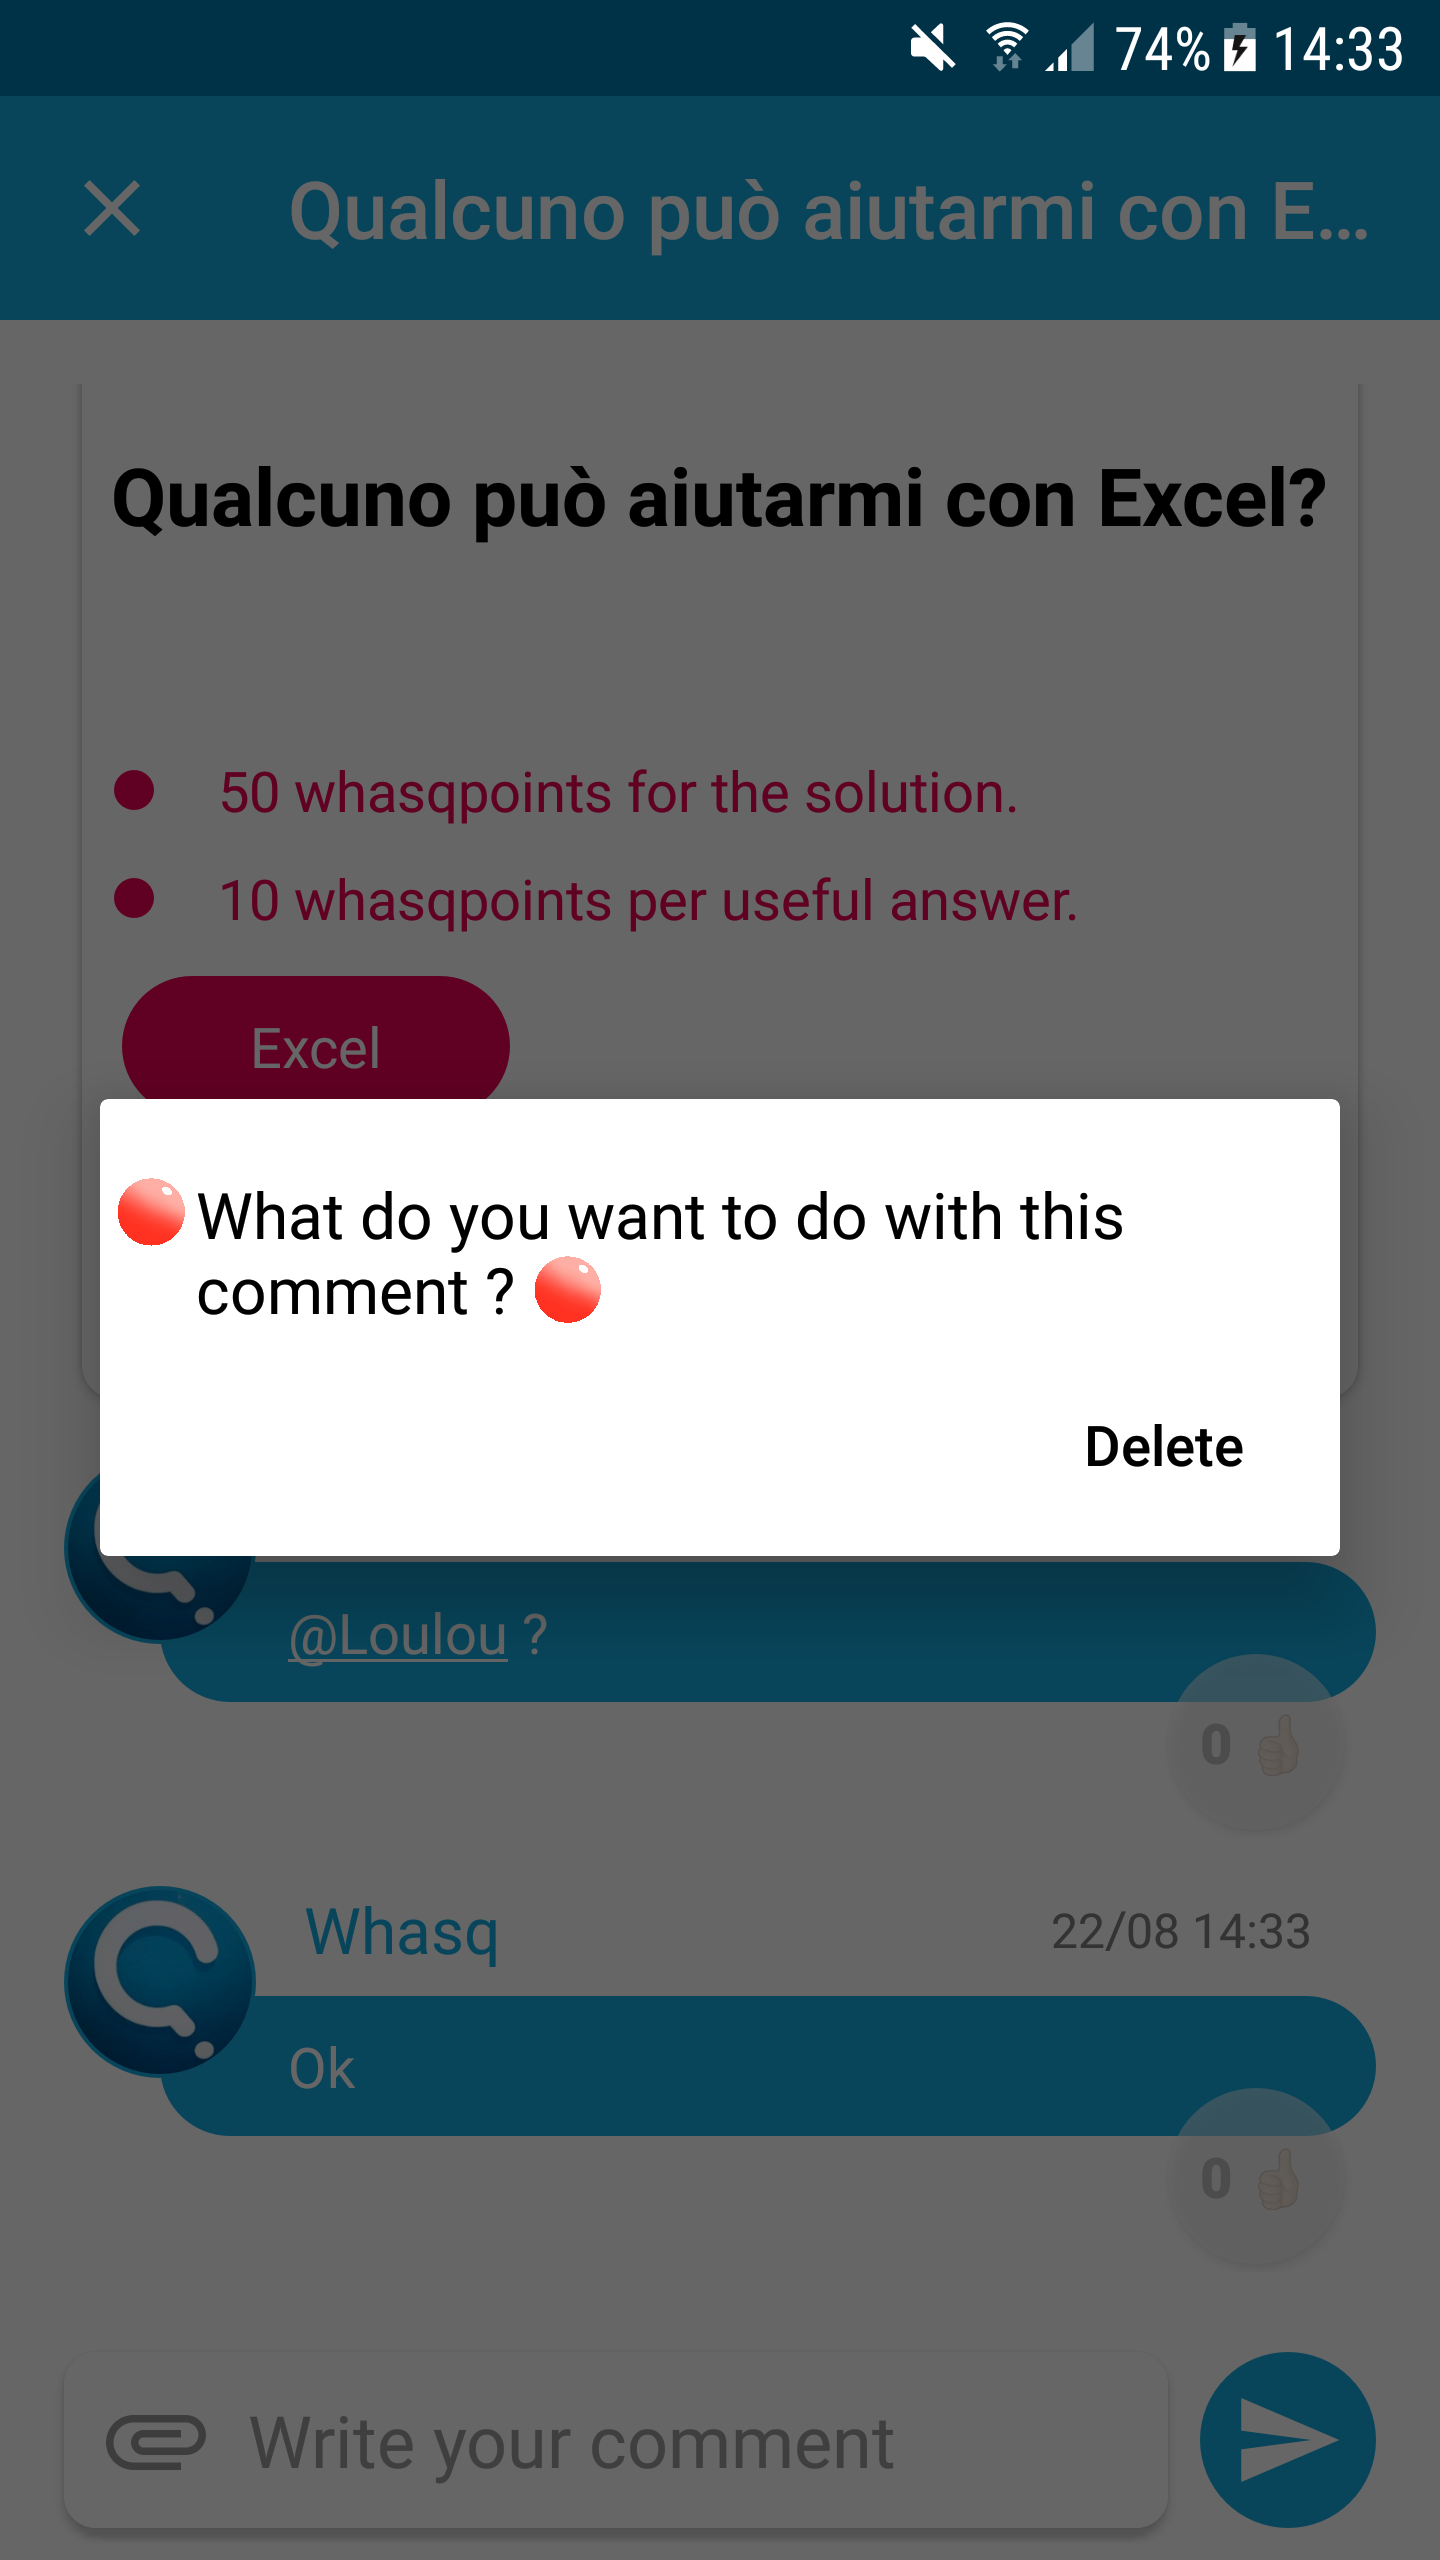 74% 14:33
Qualcuno può aiutarmi con E...
Qualcuno può aiutarmi con Excel?
50 whasqpoints for the solution.
10 whasqpoints per useful answer.
Excel
What do you want to do with this
comment ?
Delete
@Loulou ?
0
Whasq
22/08 14:33
Ok
0
Write your comment